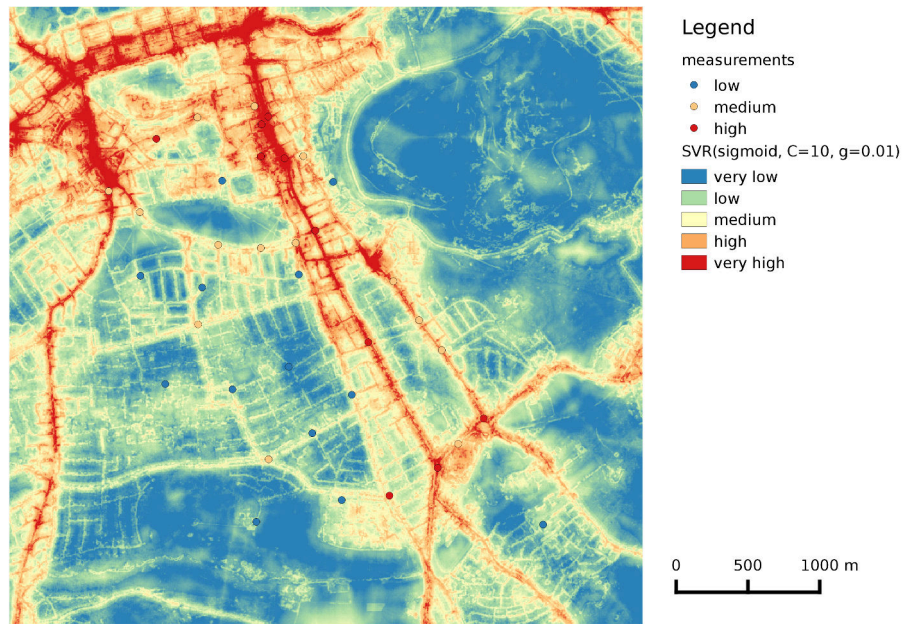 Legend
measurements
low
medium
high
SVR(sigmoid, C=10, g=0.01)
very low
low
medium
high
very high
0 500 1000 m